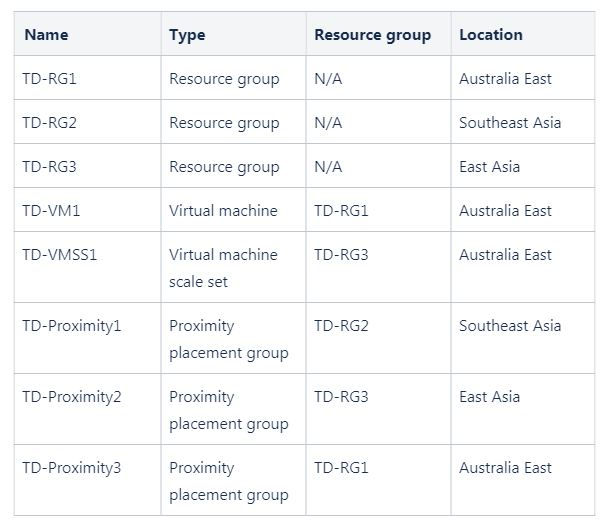 Name Type Resource group Location
TD-RG1 Resource group N/A Australia East
TD-RG2 Resource group N/A Southeast Asia
TD-RG3 Resource group N/A East Asia
TD-VM1 Virtual machine TD-RG1 Australia East
TD-VMSS1 Virtual machine TD-RG3 Australia East
scale set
TD-Proximity1 Proximity TD-RG2 Southeast Asia
placement group
TD-Proximity2 Proximity TD-RG3 East Asia
placement group
TD-Proximity3 Proximity TD-RG1 Australia East
placement group